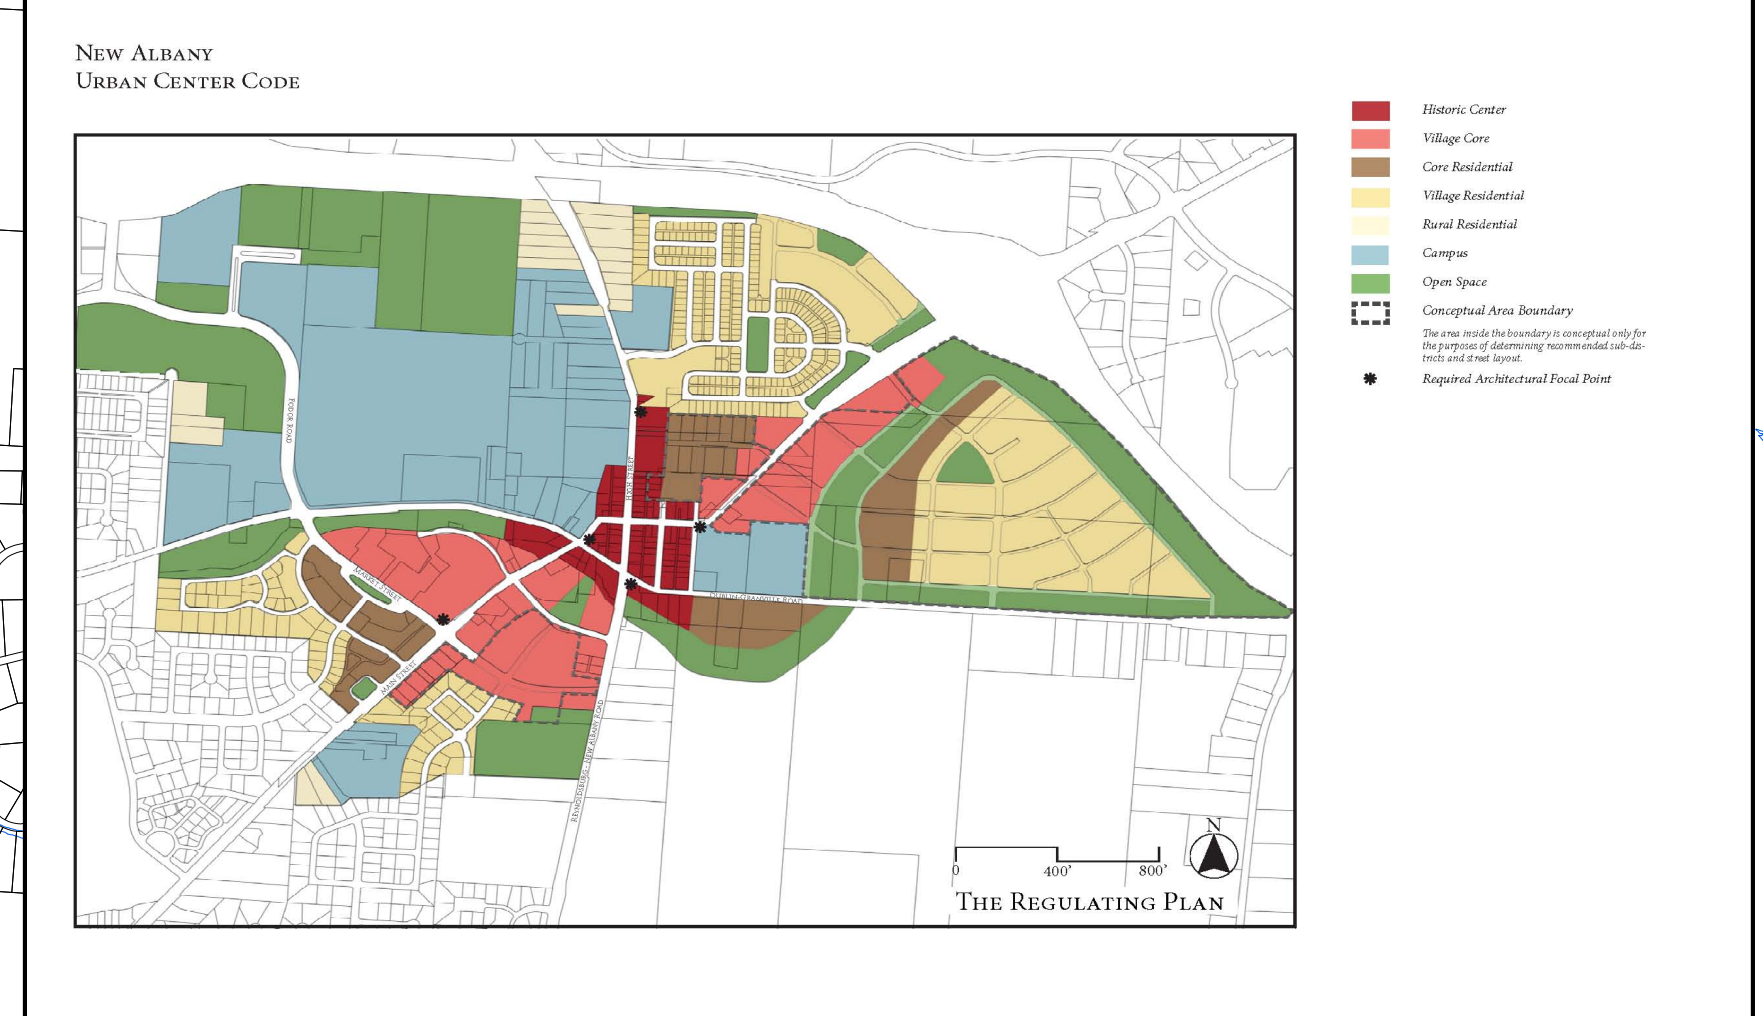 New Albany
Urban Center Code
Historic Center
Village Core
Core Residential
Village Residential
Rural Residential
Campus
Open Space
Conceptual Area Boundary
The area inside the boundary is conceptual only for
the purposes of determining recommended sub-dis-
tricts and street layout.
Required Architectural Focal Point
FODOR ROAD
HIGH STREET
MARKET STREET
DUBLIN-GRANVILLE ROAD
MAIN STREET
REYNOLDSBURG - NEW ALBANY ROAD
N
0 400' 800'
The Regulating Plan